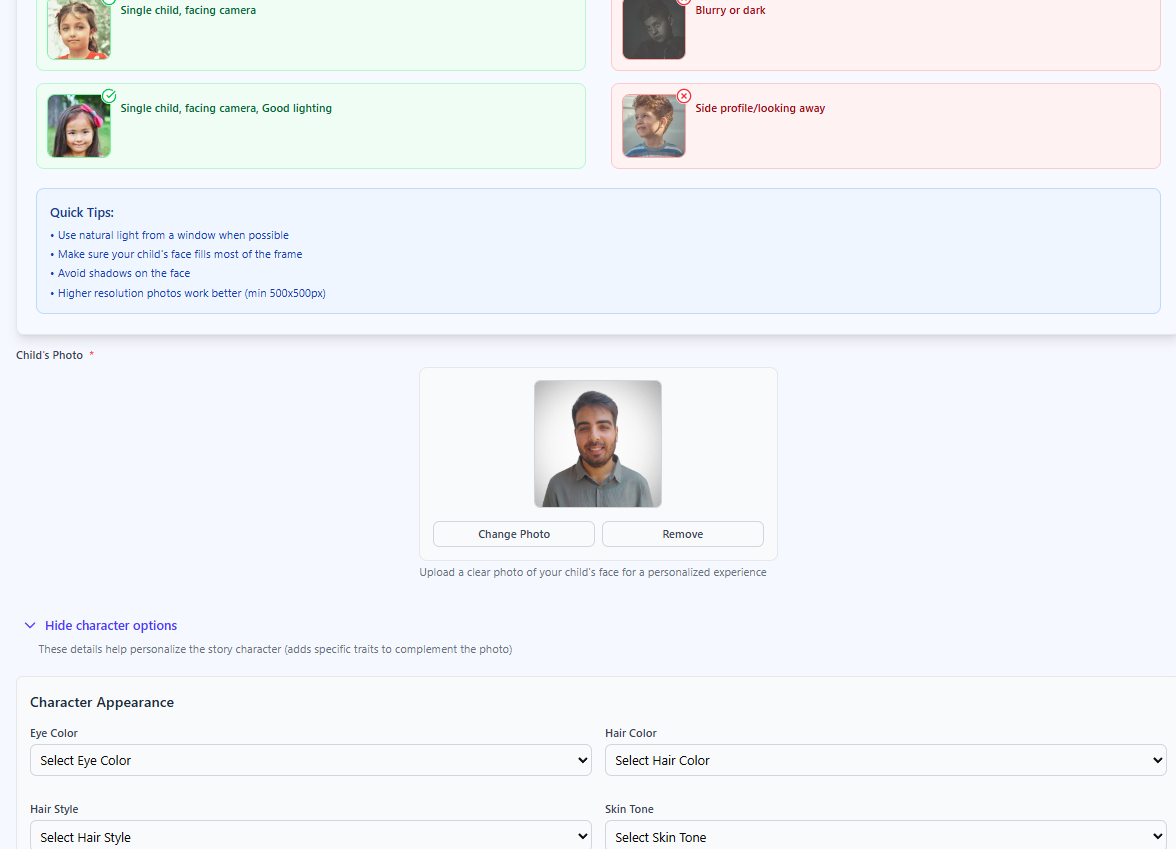 Single child, facing camera
Blurry or dark
Single child, facing camera, Good lighting
Side profile/looking away
Quick Tips:
• Use natural light from a window when possible
• Make sure your child's face fills most of the frame
• Avoid shadows on the face
• Higher resolution photos work better (min 500x500px)
Child's Photo *
Change Photo
Remove
Upload a clear photo of your child's face for a personalized experience
Hide character options
These details help personalize the story character (adds specific traits to complement the photo)
Character Appearance
Eye Color
Hair Color
Select Eye Color
Select Hair Color
Hair Style
Skin Tone
Select Hair Style
Select Skin Tone